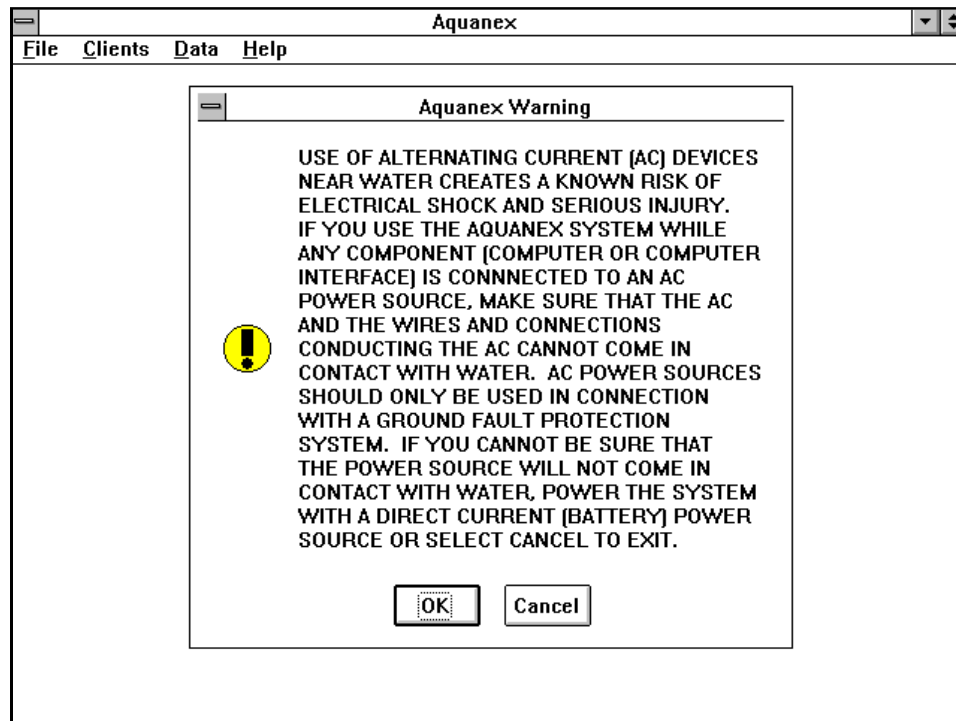 Aquanex
File Clients Data Help
Aquanex Warning
USE OF ALTERNATING CURRENT (AC) DEVICES
NEAR WATER CREATES A KNOWN RISK OF
ELECTRICAL SHOCK AND SERIOUS INJURY.
IF YOU USE THE AQUANEX SYSTEM WHILE
ANY COMPONENT (COMPUTER OR COMPUTER
INTERFACE) IS CONNNECTED TO AN AC
POWER SOURCE, MAKE SURE THAT THE AC
AND THE WIRES AND CONNECTIONS
CONDUCTING THE AC CANNOT COME IN
CONTACT WITH WATER.  AC POWER SOURCES
SHOULD ONLY BE USED IN CONNECTION
WITH A GROUND FAULT PROTECTION
SYSTEM.  IF YOU CANNOT BE SURE THAT
THE POWER SOURCE WILL NOT COME IN
CONTACT WITH WATER, POWER THE SYSTEM
WITH A DIRECT CURRENT (BATTERY) POWER
SOURCE OR SELECT CANCEL TO EXIT.
OK Cancel